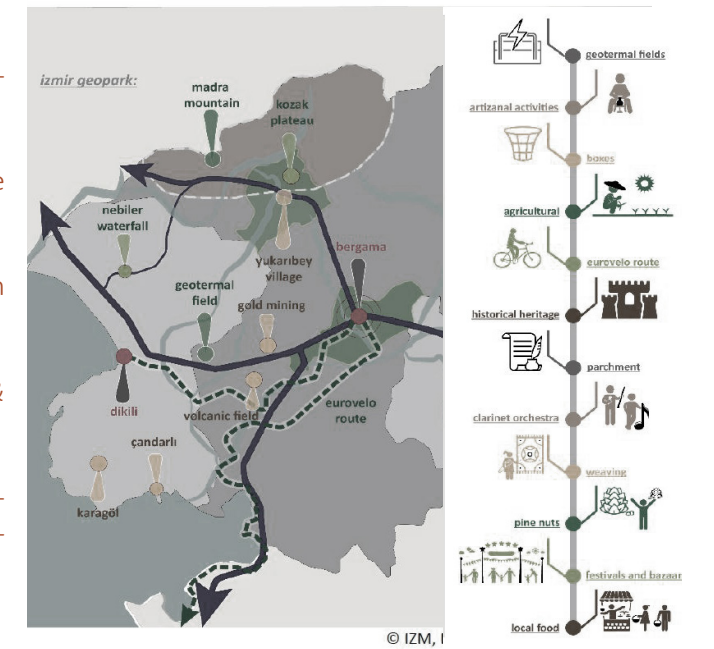 izmir geopark:
madra
mountain
kozak
plateau
nebiler
waterfall
yukarıbey
village
bergama
geotermal
field
gold mining
dikili
volcanic field
eurovelo
route
çandarlı
karagöl
© IZM,
geotermal fields
artizanal activities
boxes
agricultural
eurovelo route
historical heritage
parchment
clarinet orchestra
weaving
pine nuts
festivals and bazaar
local food
e
n
&